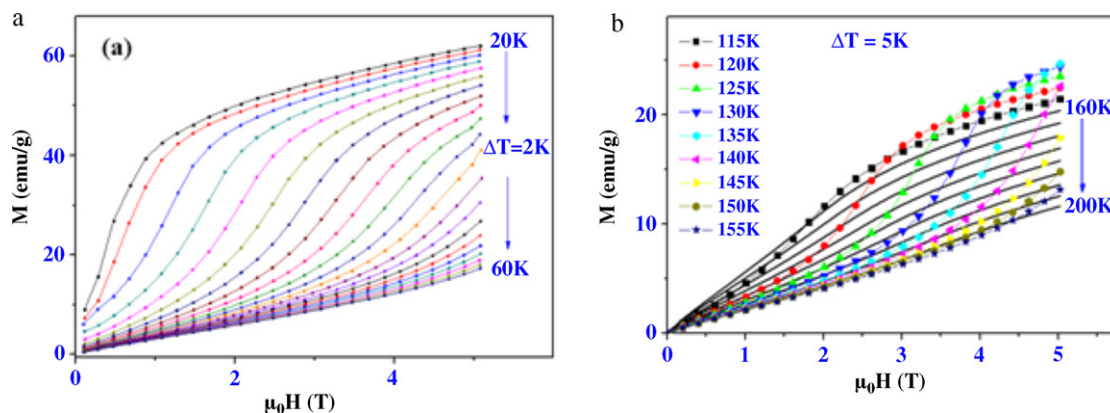 a
(a)
60
40
20
0
M (emu/g)
20K
ΔT=2K
60K
0
2
4
μ₀H (T)
b
115K
120K
125K
130K
135K
140K
145K
150K
155K
ΔT = 5K
160K
200K
20
10
0
M (emu/g)
0
1
2
3
4
5
μ₀H (T)